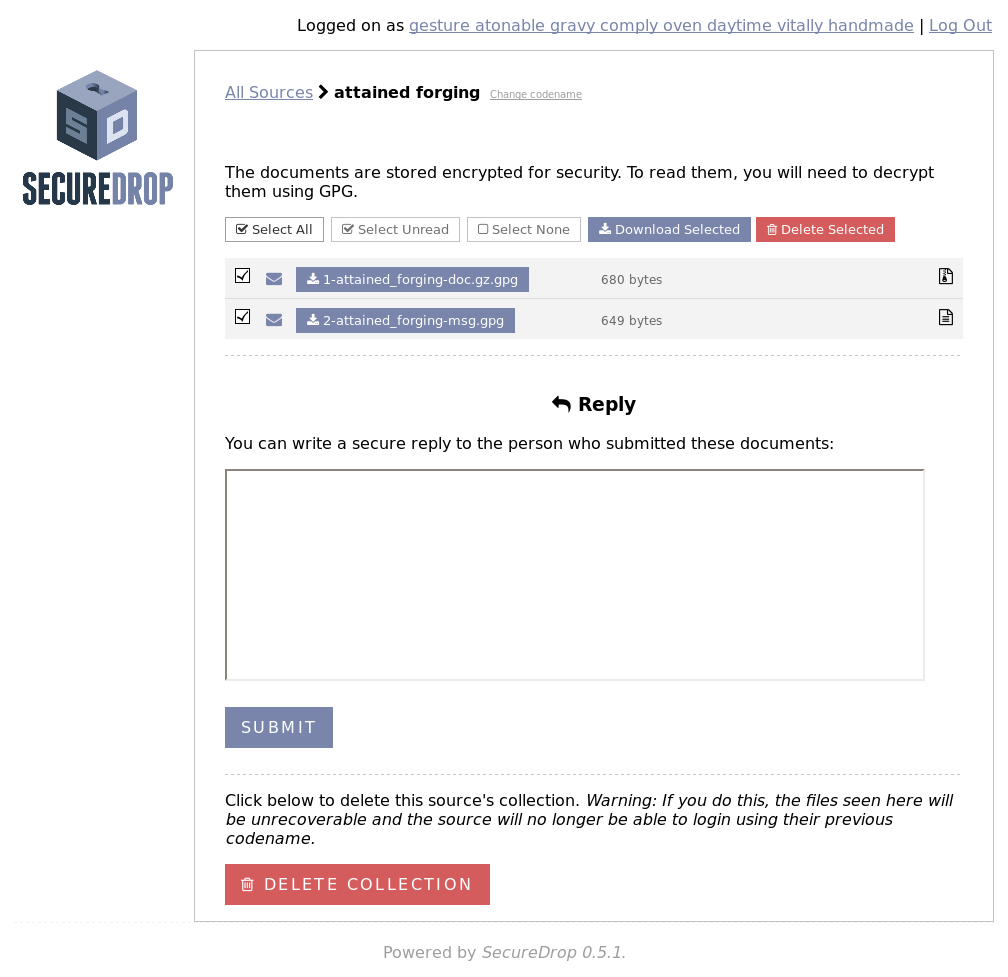 Logged on as gesture atonable gravy comply oven daytime vitally handmade | Log Out
SD
SECUREDROP
All Sources attained forging Change codename
The documents are stored encrypted for security. To read them, you will need to decrypt
them using GPG.
Select All Select Unread Select None Download Selected Delete Selected
1-attained_forging-doc.gz.gpg 680 bytes
2-attained_forging-msg.gpg 649 bytes
Reply
You can write a secure reply to the person who submitted these documents:
SUBMIT
Click below to delete this source's collection. Warning: If you do this, the files seen here will
be unrecoverable and the source will no longer be able to login using their previous
codename.
DELETE COLLECTION
Powered by SecureDrop 0.5.1.